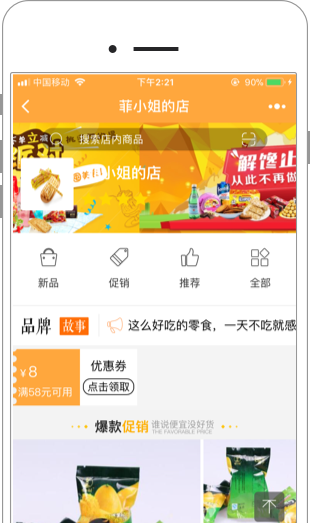 中国移动 下午2:21 90%
菲小姐的店
搜索店内商品
小姐的店
解馋止
从此不再做
新品 促销 推荐 全部
品牌 故事 这么好吃的零食，一天不吃就感
¥8 优惠券
满58元可用 点击领取
爆款促销 谁说便宜没好货
THE FAVORABLE PRICE